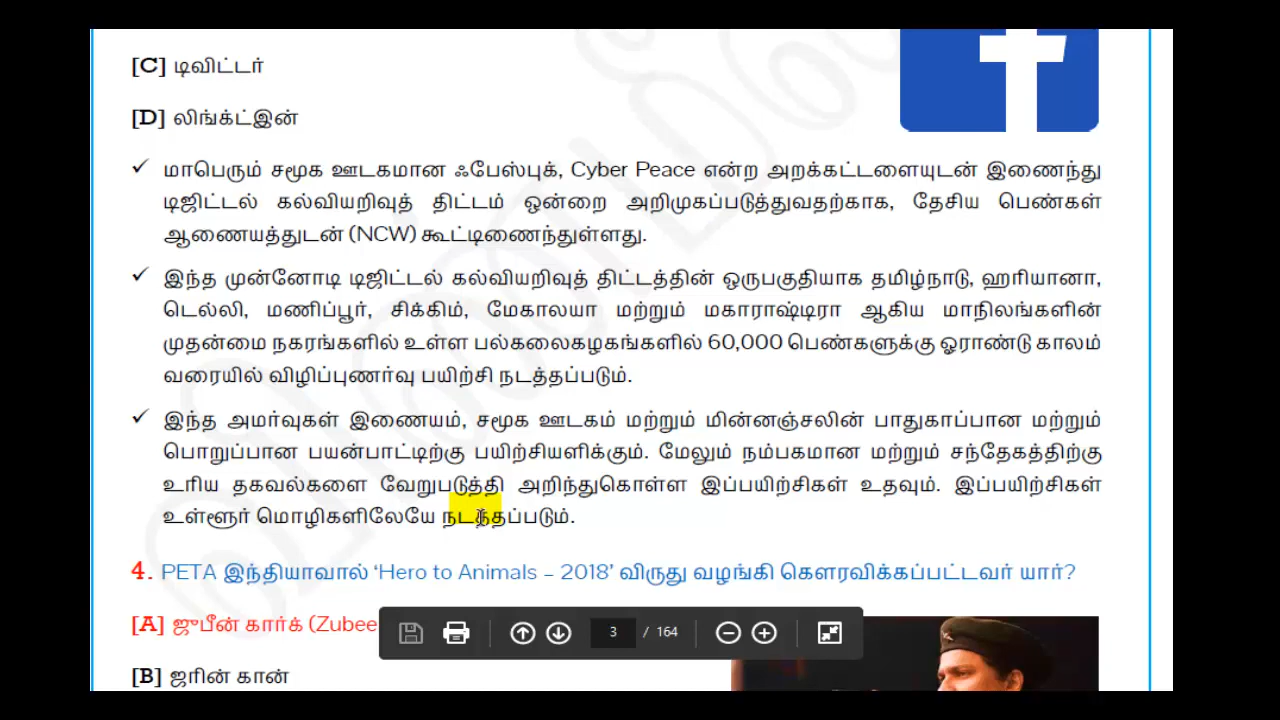 [C] டிவிட்டர்
[D] லிங்க்ட்இன்
✓ மாபெரும் சமூக ஊடகமான ஃபேஸ்புக், Cyber Peace என்ற அறக்கட்டளையுடன் இணைந்து
டிஜிட்டல் கல்வியறிவுத் திட்டம் ஒன்றை அறிமுகப்படுத்துவதற்காக, தேசிய பெண்கள்
ஆணையத்துடன் (NCW) கூட்டிணைந்துள்ளது.
✓ இந்த முன்னோடி டிஜிட்டல் கல்வியறிவுத் திட்டத்தின் ஒருபகுதியாக தமிழ்நாடு, ஹரியானா,
டெல்லி, மணிப்பூர், சிக்கிம், மேகாலயா மற்றும் மகாராஷ்டிரா ஆகிய மாநிலங்களின்
முதன்மை நகரங்களில் உள்ள பல்கலைகழகங்களில் 60,000 பெண்களுக்கு ஓராண்டு காலம்
வரையில் விழிப்புணர்வு பயிற்சி நடத்தப்படும்.
✓ இந்த அமர்வுகள் இணையம், சமூக ஊடகம் மற்றும் மின்னஞ்சலின் பாதுகாப்பான மற்றும்
பொறுப்பான பயன்பாட்டிற்கு பயிற்சியளிக்கும். மேலும் நம்பகமான மற்றும் சந்தேகத்திற்கு
உரிய தகவல்களை வேறுபடுத்தி அறிந்துகொள்ள இப்பயிற்சிகள் உதவும். இப்பயிற்சிகள்
உள்ளூர் மொழிகளிலேயே நடத்தப்படும்.
4. PETA இந்தியாவால் ‘Hero to Animals – 2018’ விருது வழங்கி கௌரவிக்கப்பட்டவர் யார்?
[A] ஜுபீன் கார்க் (Zubee
3 / 164
[B] ஜரின் கான்